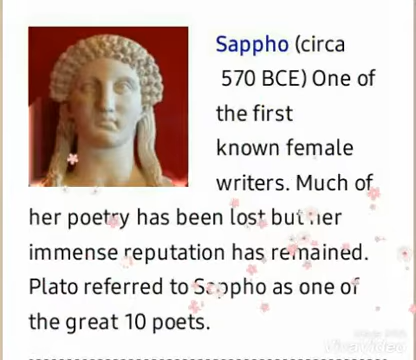 Sappho (circa
570 BCE) One of
the first
known female
writers. Much of
her poetry has been lost but her
immense reputation has remained.
Plato referred to Sappho as one of
the great 10 poets.
VivaVideo